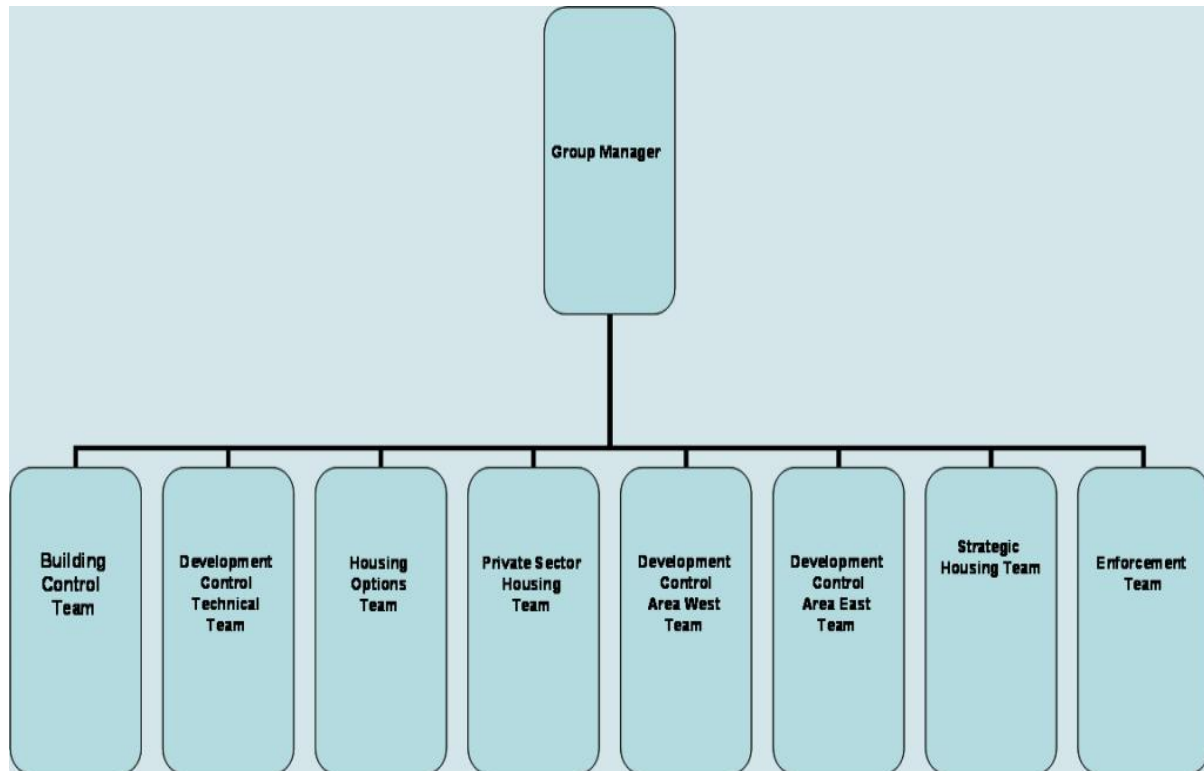 Group Manager
Building
Control
Team
Development
Control
Technical
Team
Housing
Options
Team
Private Sector
Housing
Team
Development
Control
Area West
Team
Development
Control
Area East
Team
Strategic
Housing Team
Enforcement
Team